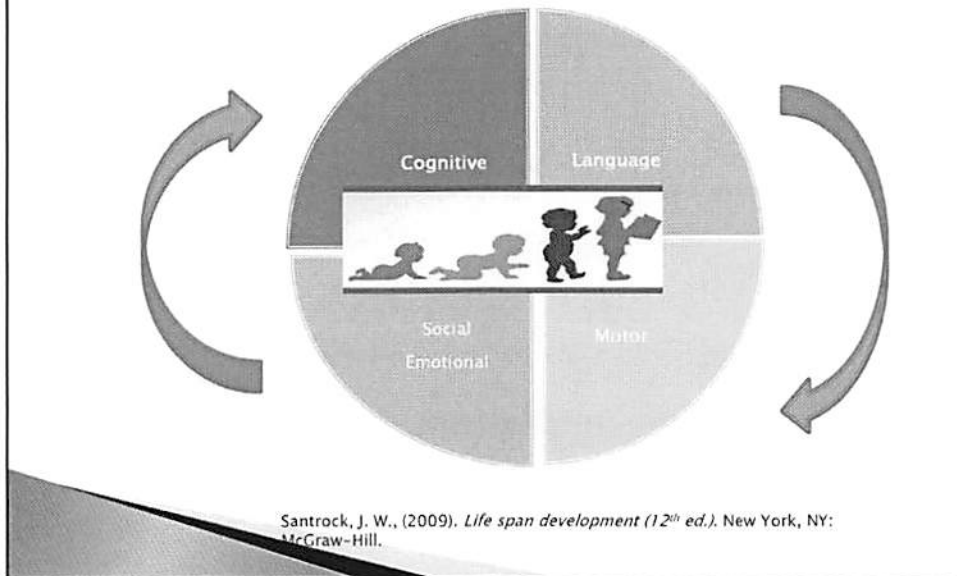 Cognitive
Language
Social
Emotional
Motor
Santrock, J. W., (2009). Life span development (12th ed.). New York, NY:
McGraw-Hill.